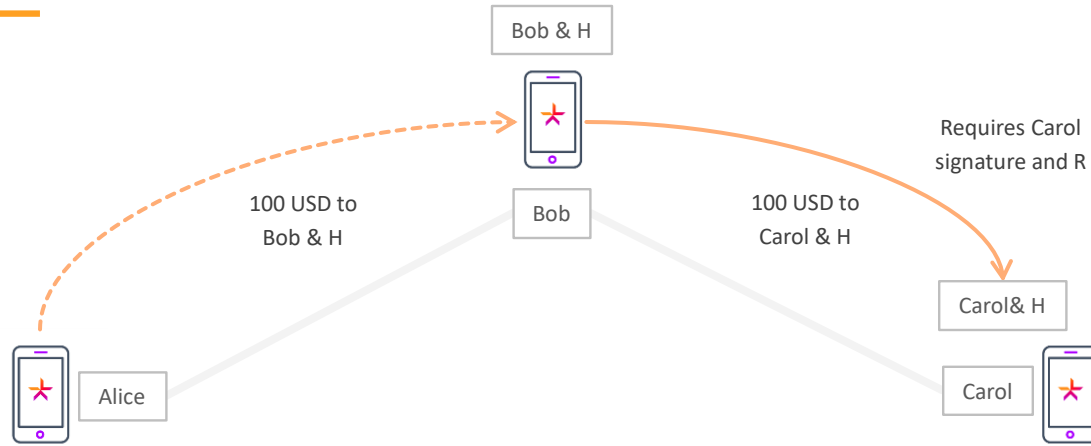 Bob & H
Requires Carol
signature and R
100 USD to
Bob & H
Bob
100 USD to
Carol & H
Carol& H
Alice
Carol